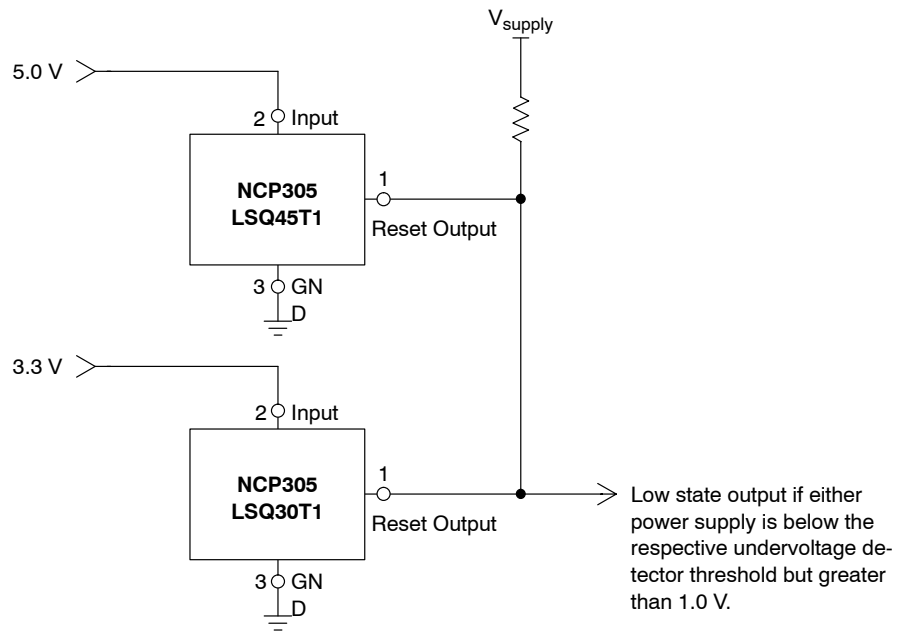 Vsupply
5.0 V
2 Input
NCP305
LSQ45T1
1
Reset Output
3 GN
D
3.3 V
2 Input
NCP305
LSQ30T1
1
Reset Output
3 GN
D
Low state output if either
power supply is below the
respective undervoltage de-
tector threshold but greater
than 1.0 V.